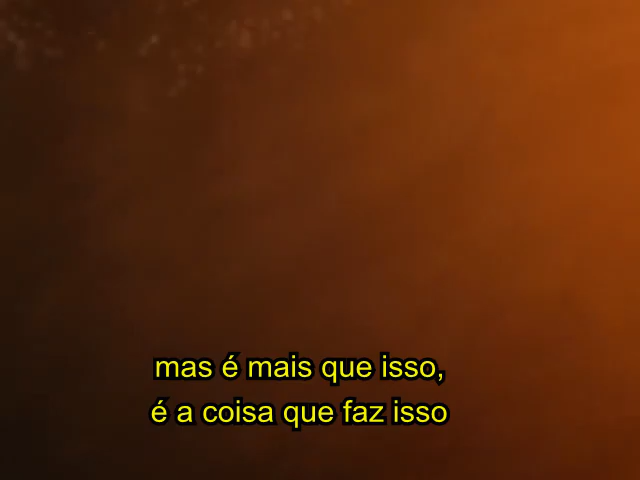 mas é mais que isso,
é a coisa que faz isso